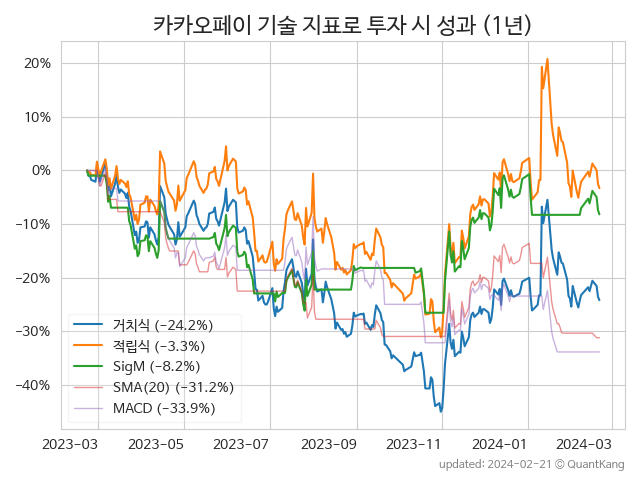 카카오페이 기술 지표로 투자 시 성과 (1년)
20%
10%
0%
−10%
−20%
−30%
−40%
거치식 (−24.2%)
적립식 (−3.3%)
SigM (−8.2%)
SMA(20) (−31.2%)
MACD (−33.9%)
2023-03 2023-05 2023-07 2023-09 2023-11 2024-01 2024-03
updated: 2024-02-21 © QuantKang